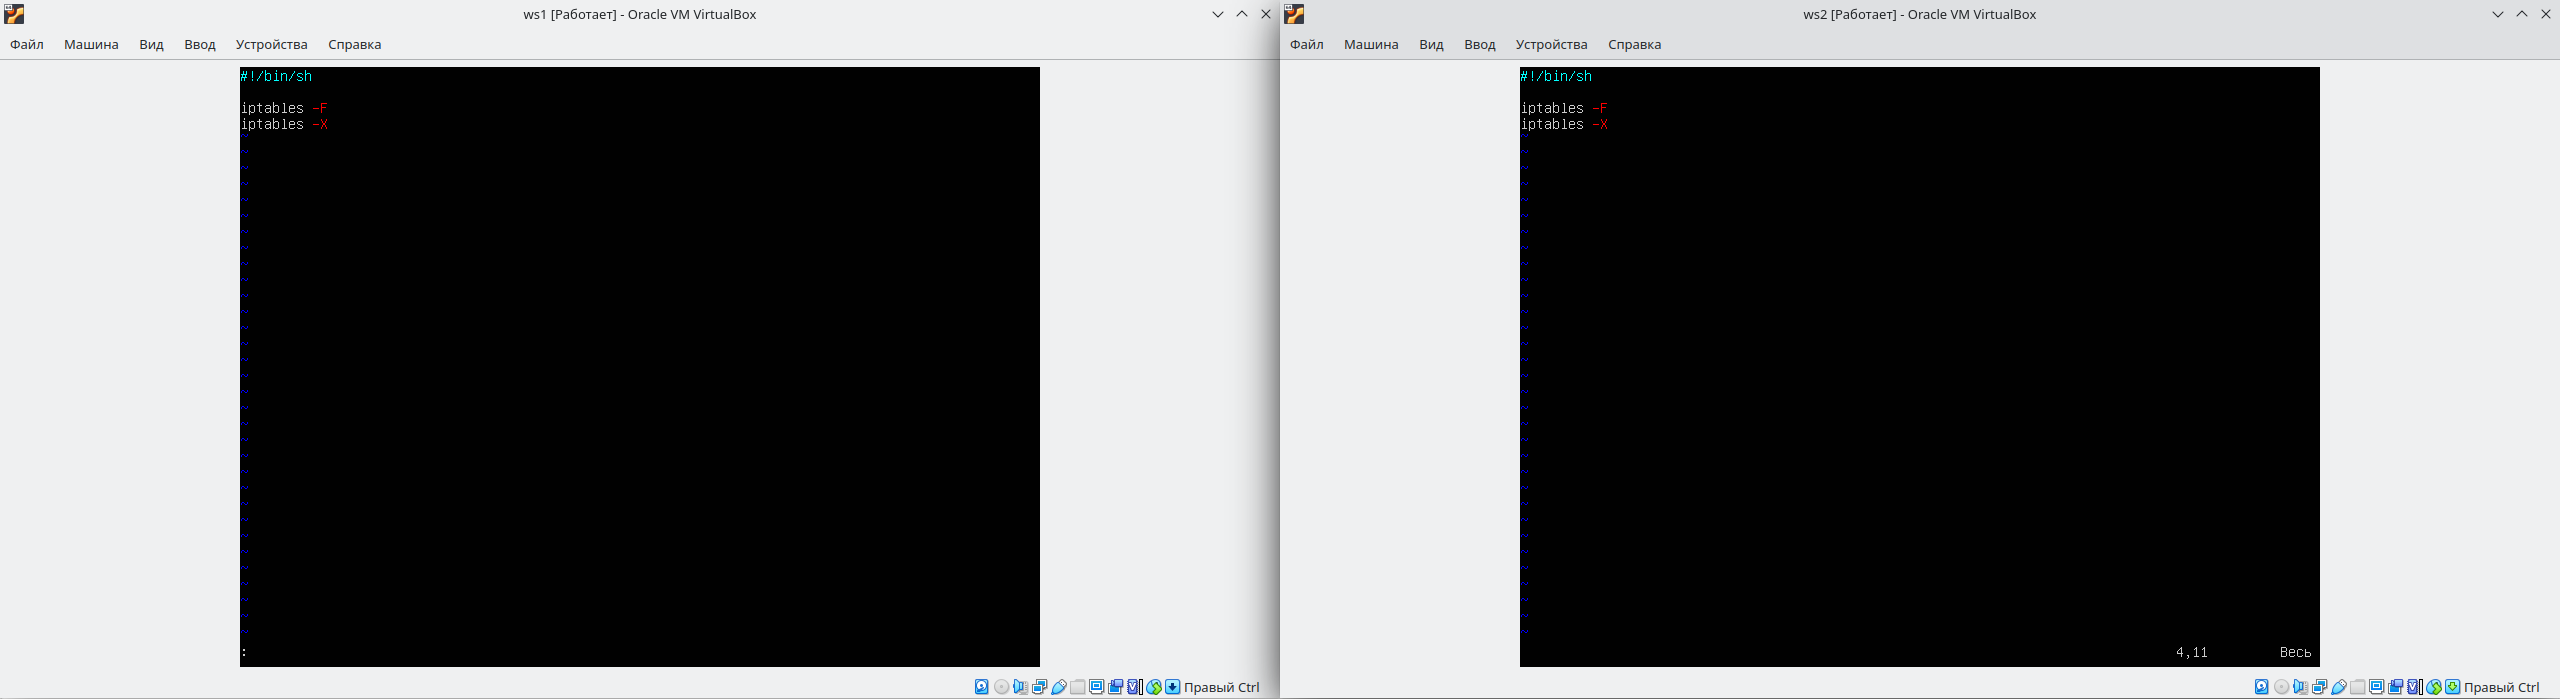 ws1 [Работает] - Oracle VM VirtualBox
Файл Машина Вид Ввод Устройства Справка
#!/bin/sh
iptables -F
iptables -X
:
Правый Ctrl
ws2 [Работает] - Oracle VM VirtualBox
Файл Машина Вид Ввод Устройства Справка
#!/bin/sh
iptables -F
iptables -X
4,11 Весь
Правый Ctrl